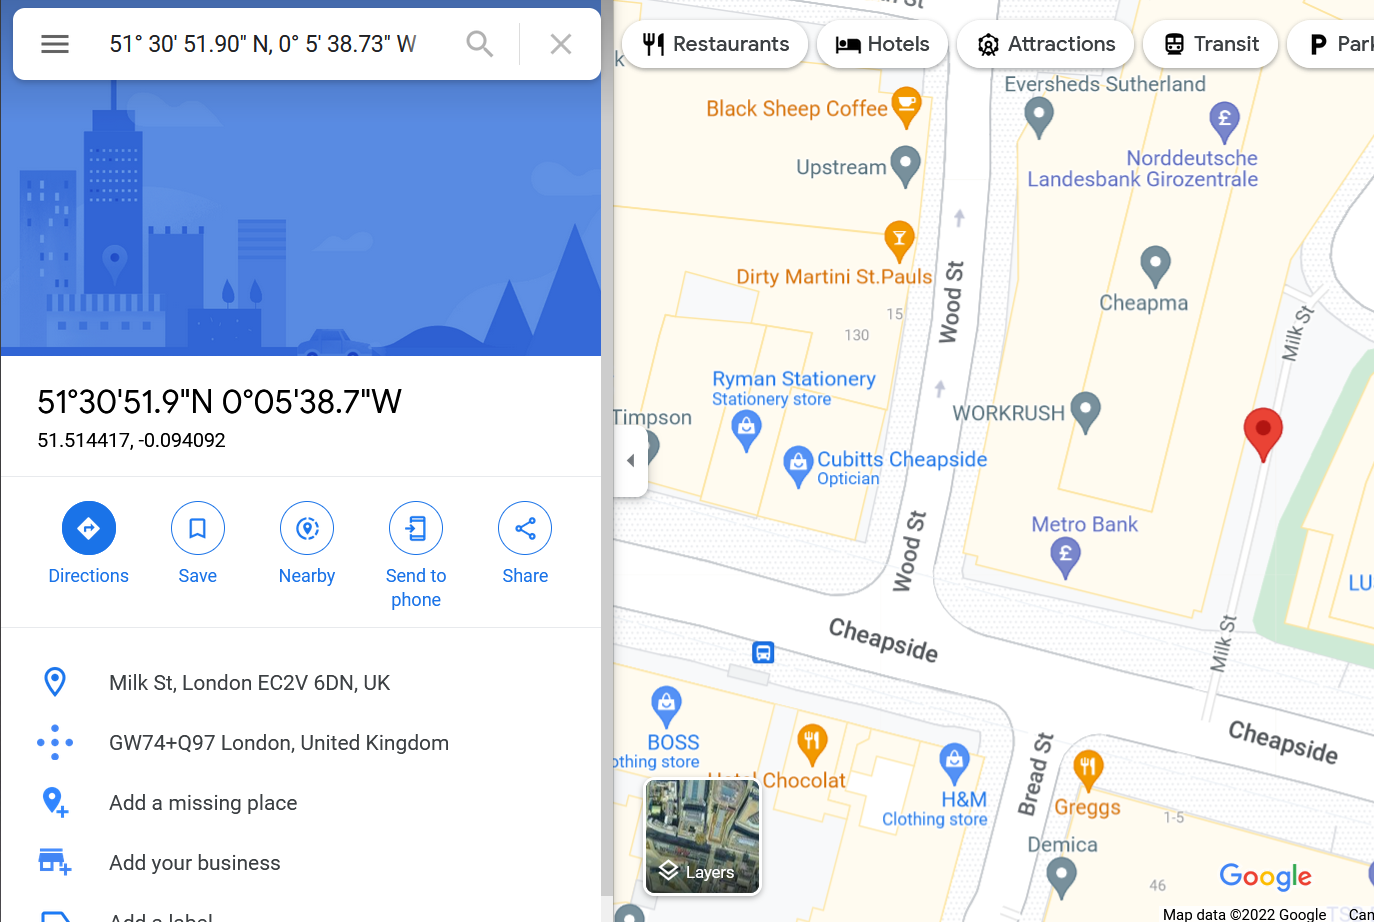 51° 30' 51.90" N, 0° 5' 38.73" W
Restaurants
Hotels
Attractions
Transit
Park
k
St
Black Sheep Coffee
Upstream
Eversheds Sutherland
£
Norddeutsche
Landesbank Girozentrale
Dirty Martini St.Pauls
Wood St
Cheapma
15
130
Milk St
Ryman Stationery
Stationery store
Timpson
WORKRUSH
Cubitts Cheapside
Optician
Metro Bank
£
Wood St
LU
Cheapside
Milk St
BOSS
othing store
Hotel Chocolat
H&M
Clothing store
Bread St
Cheapside
Greggs
1-5
Demica
46
Layers
Google
Map data ©2022 Google
Can
51°30'51.9"N 0°05'38.7"W
51.514417, -0.094092
Directions
Save
Nearby
Send to
phone
Share
Milk St, London EC2V 6DN, UK
GW74+Q97 London, United Kingdom
Add a missing place
Add your business
Add a label